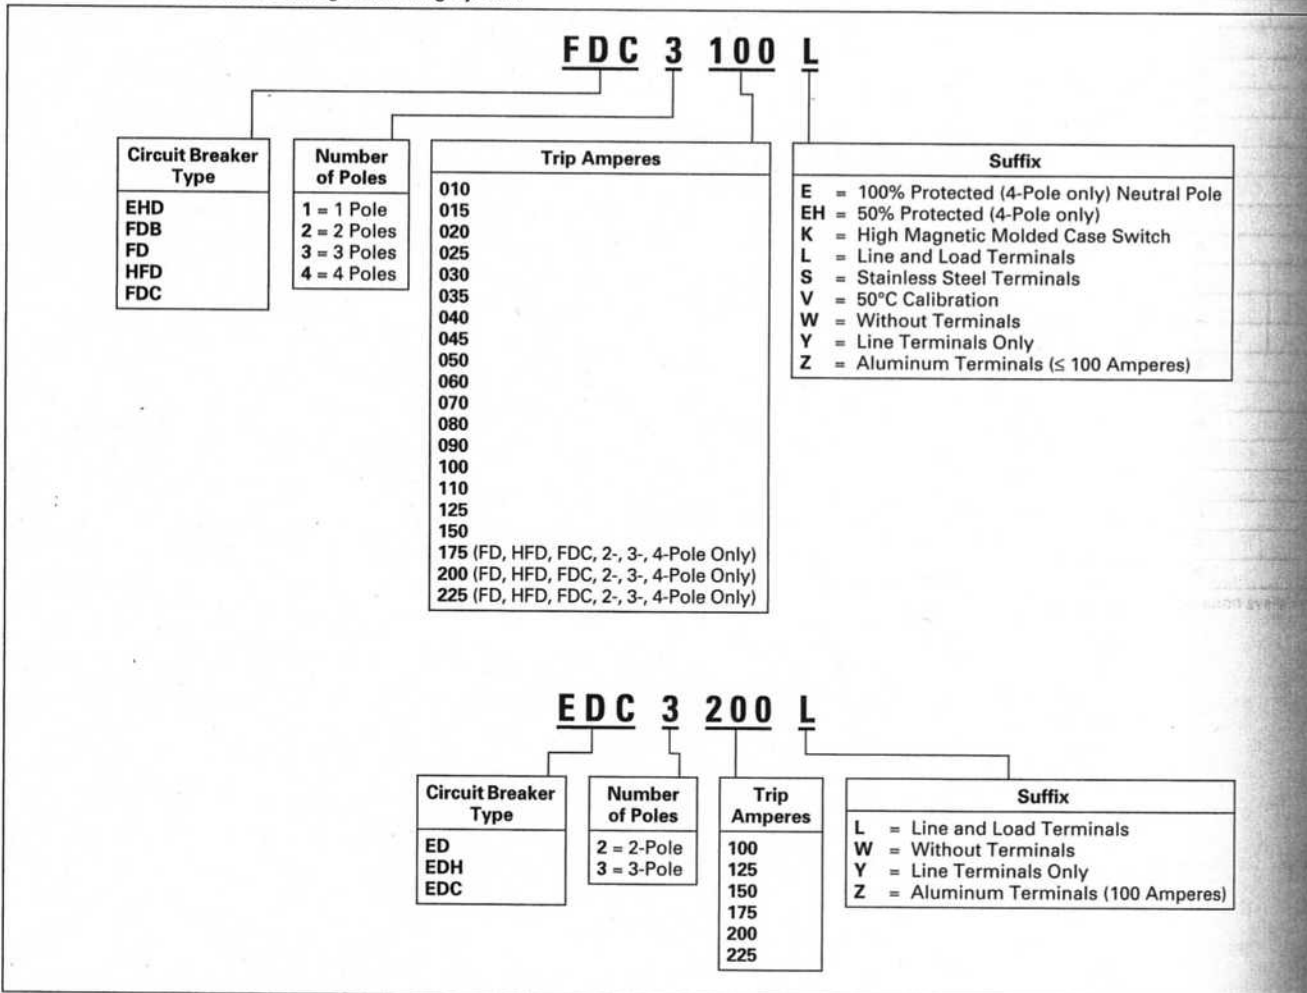 FDC 3 100 L
Circuit Breaker Type
EHD
FDB
FD
HFD
FDC
Number of Poles
1 = 1 Pole
2 = 2 Poles
3 = 3 Poles
4 = 4 Poles
Trip Amperes
010
015
020
025
030
035
040
045
050
060
070
080
090
100
110
125
150
175 (FD, HFD, FDC, 2-, 3-, 4-Pole Only)
200 (FD, HFD, FDC, 2-, 3-, 4-Pole Only)
225 (FD, HFD, FDC, 2-, 3-, 4-Pole Only)
Suffix
E = 100% Protected (4-Pole only) Neutral Pole
EH = 50% Protected (4-Pole only)
K = High Magnetic Molded Case Switch
L = Line and Load Terminals
S = Stainless Steel Terminals
V = 50°C Calibration
W = Without Terminals
Y = Line Terminals Only
Z = Aluminum Terminals (≤ 100 Amperes)
EDC 3 200 L
Circuit Breaker Type
ED
EDH
EDC
Number of Poles
2 = 2-Pole
3 = 3-Pole
Trip Amperes
100
125
150
175
200
225
Suffix
L = Line and Load Terminals
W = Without Terminals
Y = Line Terminals Only
Z = Aluminum Terminals (100 Amperes)